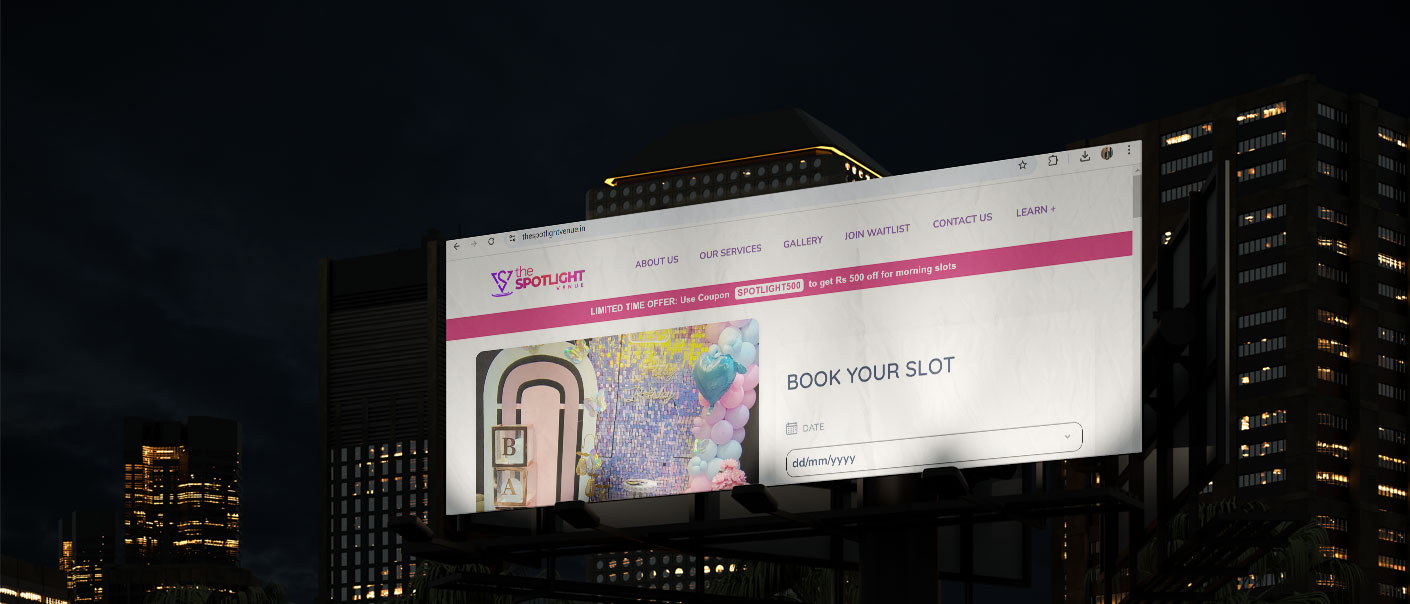 thespotlightvenue.in
the
SPOTLIGHT
VENUE
ABOUT US
OUR SERVICES
GALLERY
JOIN WAITLIST
CONTACT US
LEARN +
LIMITED TIME OFFER: Use Coupon SPOTLIGHT500 to get Rs 500 off for morning slots
Birthday
B
A
BOOK YOUR SLOT
DATE
dd/mm/yyyy